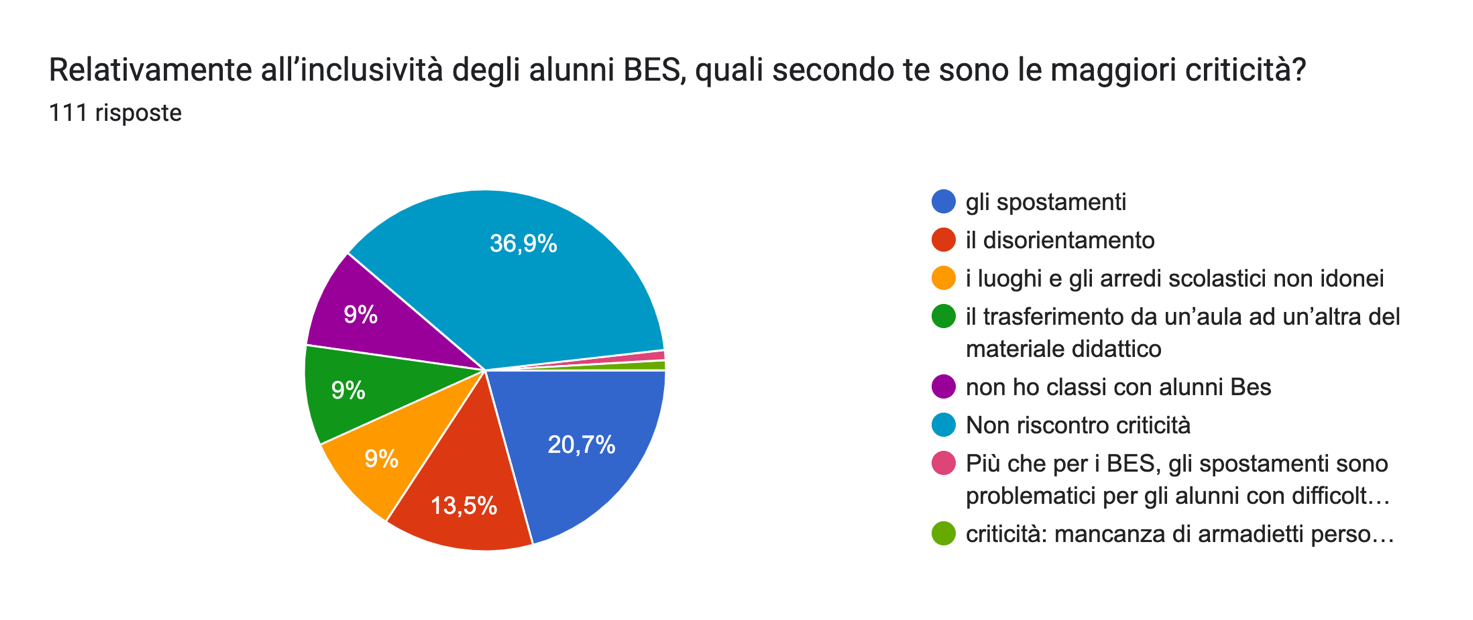 Relativamente all’inclusività degli alunni BES, quali secondo te sono le maggiori criticità?
111 risposte
36,9%
9%
9%
9%
13,5%
20,7%
gli spostamenti
il disorientamento
i luoghi e gli arredi scolastici non idonei
il trasferimento da un’aula ad un’altra del
materiale didattico
non ho classi con alunni Bes
Non riscontro criticità
Più che per i BES, gli spostamenti sono
problematici per gli alunni con difficolt…
criticità: mancanza di armadietti perso…